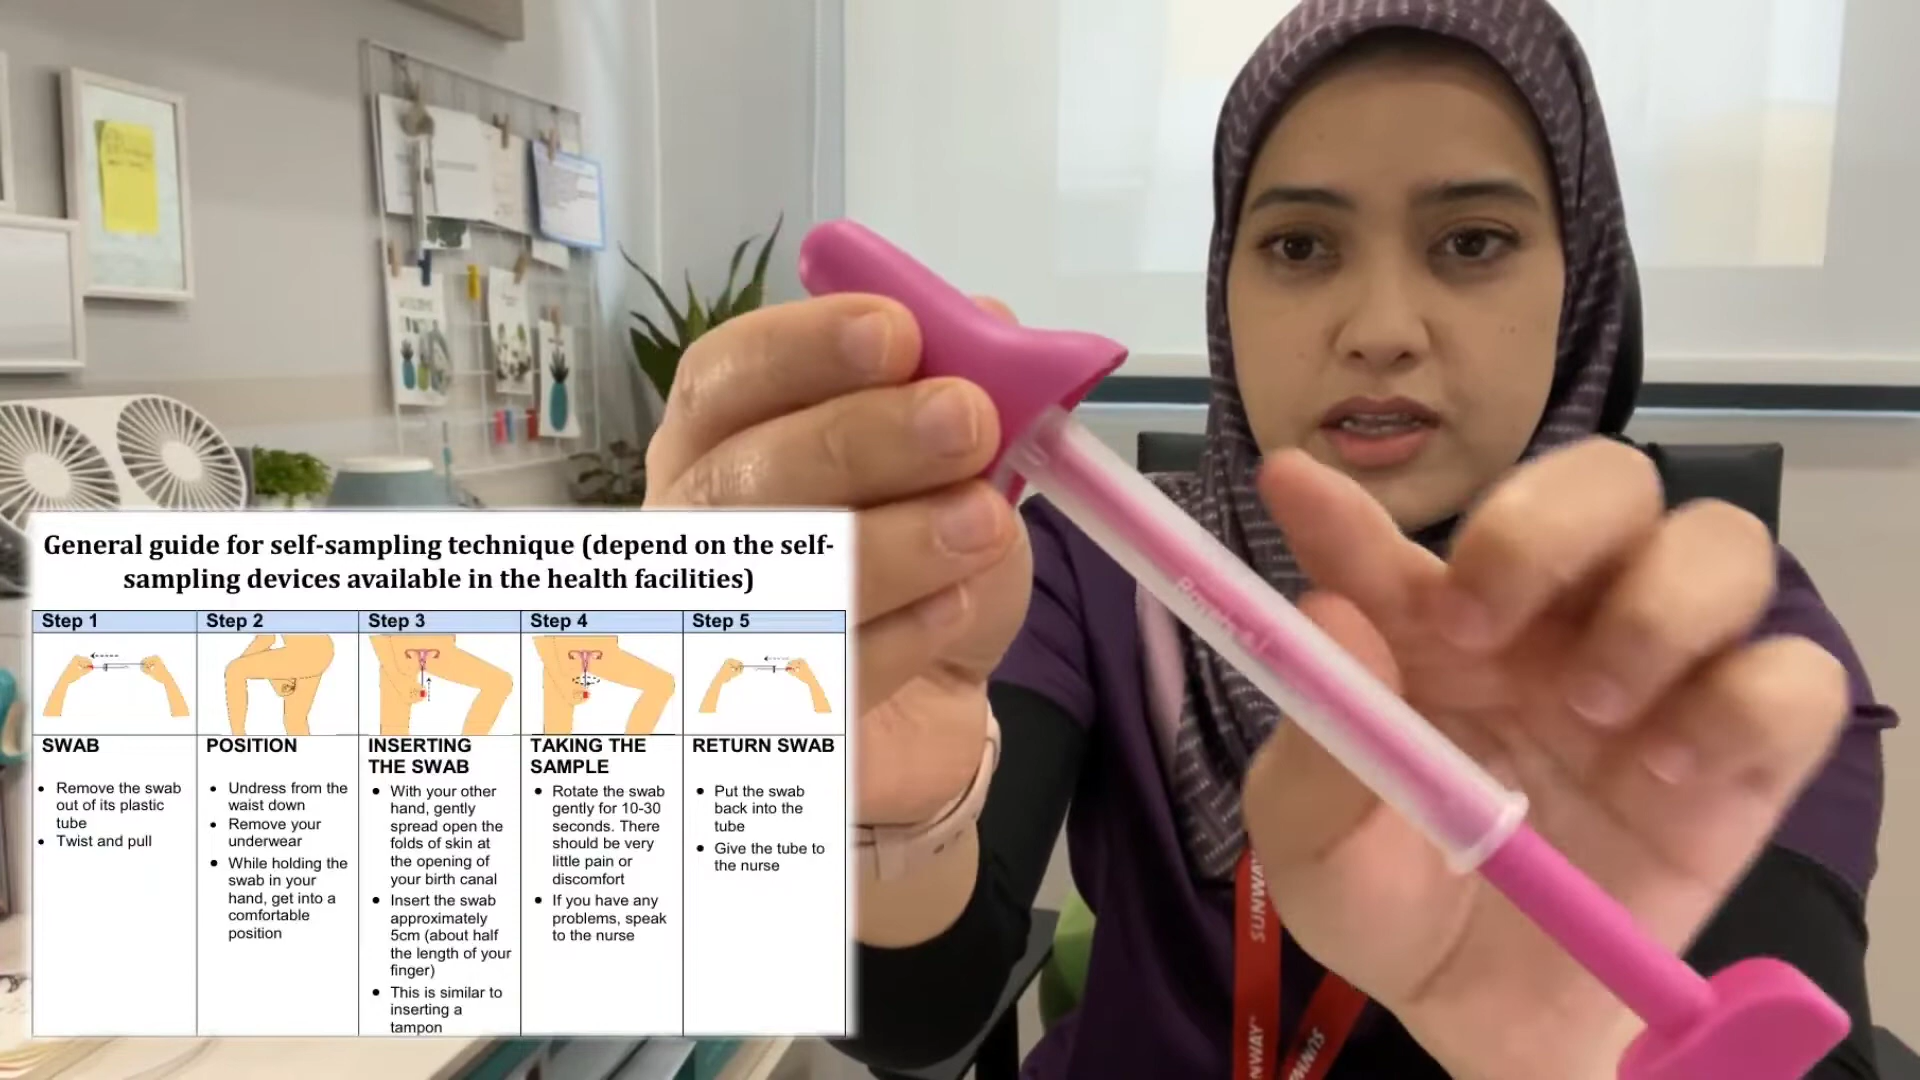 General guide for self-sampling technique (depend on the self-
sampling devices available in the health facilities)
Step 1
Step 2
Step 3
Step 4
Step 5
SWAB
• Remove the swab
out of its plastic
tube
• Twist and pull
POSITION
• Undress from the
waist down
• Remove your
underwear
• While holding the
swab in your
hand, get into a
comfortable
position
INSERTING
THE SWAB
• With your other
hand, gently
spread open the
folds of skin at
the opening of
your birth canal
• Insert the swab
approximately
5cm (about half
the length of your
finger)
• This is similar to
inserting a
tampon
TAKING THE
SAMPLE
• Rotate the swab
gently for 10-30
seconds. There
should be very
little pain or
discomfort
• If you have any
problems, speak
to the nurse
RETURN SWAB
• Put the swab
back into the
tube
• Give the tube to
the nurse